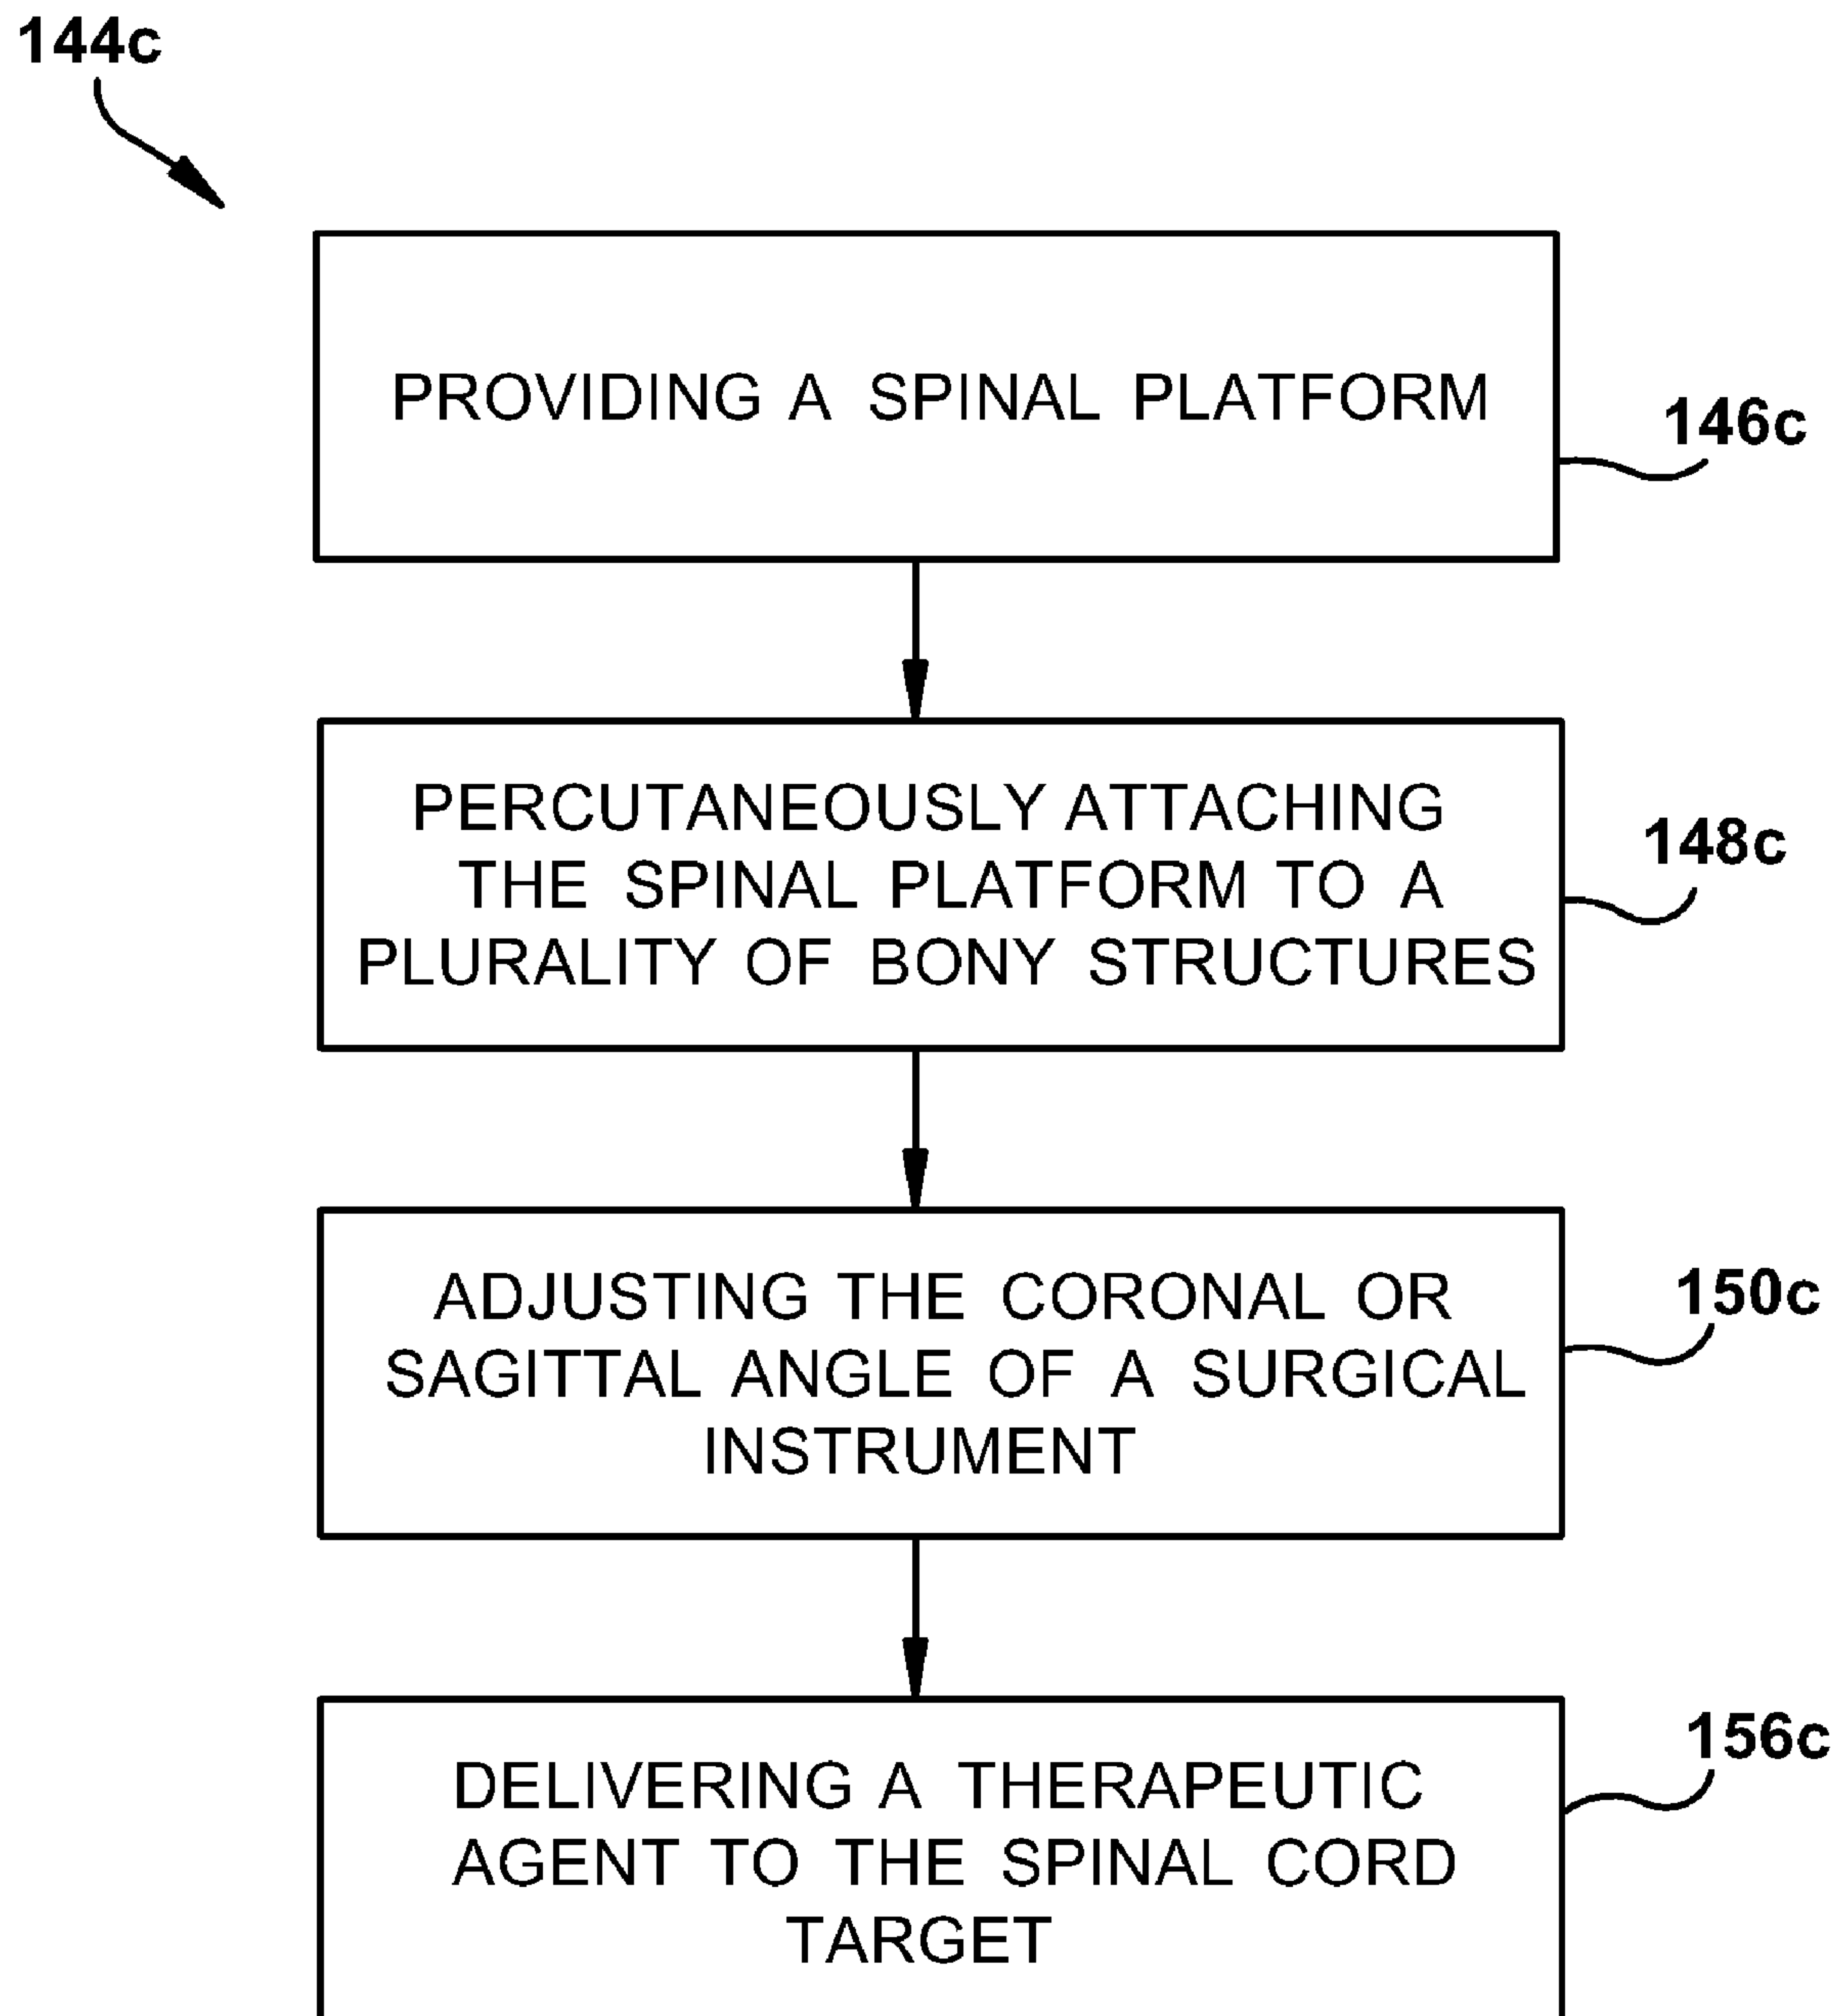 144c
PROVIDING A SPINAL PLATFORM
146c
PERCUTANEOUSLY ATTACHING
THE SPINAL PLATFORM TO A
PLURALITY OF BONY STRUCTURES
148c
ADJUSTING THE CORONAL OR
SAGITTAL ANGLE OF A SURGICAL
INSTRUMENT
150c
DELIVERING A THERAPEUTIC
AGENT TO THE SPINAL CORD
TARGET
156c